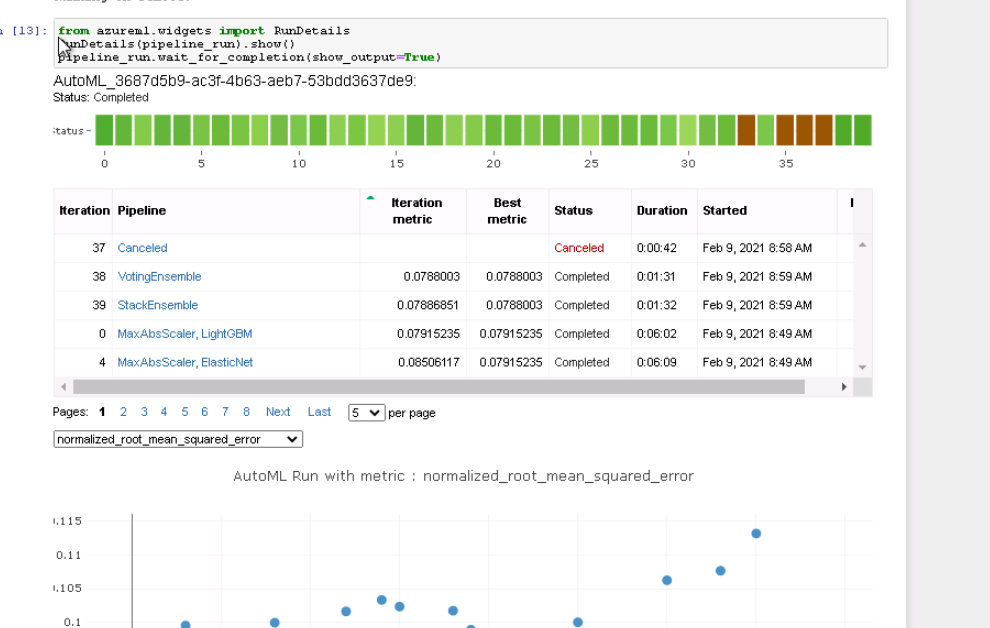 [13]:
from azureml.widgets import RunDetails
RunDetails(pipeline_run).show()
pipeline_run.wait_for_completion(show_output=True)
AutoML_3687d5b9-ac3f-4b63-aeb7-53bdd3637de9:
Status: Completed
0 5 10 15 20 25 30 35
Iteration Pipeline Iteration metric Best metric Status Duration Started
37 Canceled Canceled 0:00:42 Feb 9, 2021 8:58 AM
38 VotingEnsemble 0.0788003 0.0788003 Completed 0:01:31 Feb 9, 2021 8:59 AM
39 StackEnsemble 0.07886851 0.0788003 Completed 0:01:32 Feb 9, 2021 8:59 AM
0 MaxAbsScaler, LightGBM 0.07915235 0.07915235 Completed 0:06:02 Feb 9, 2021 8:49 AM
4 MaxAbsScaler, ElasticNet 0.08506117 0.07915235 Completed 0:06:09 Feb 9, 2021 8:49 AM
Pages: 1 2 3 4 5 6 7 8 Next Last 5 per page
normalized_root_mean_squared_error
AutoML Run with metric : normalized_root_mean_squared_error
0.11
0.1